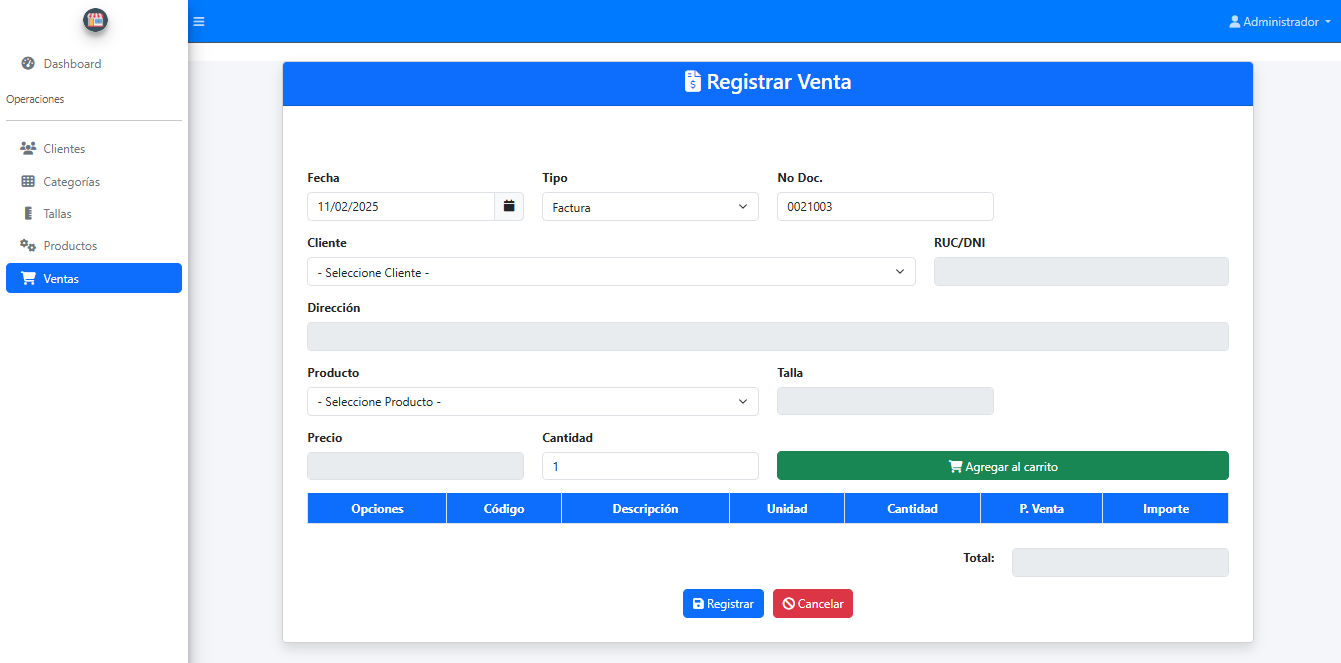 Administrador
Dashboard
Operaciones
Clientes
Categorías
Tallas
Productos
Ventas
Registrar Venta
Fecha Tipo No Doc.
11/02/2025 Factura 0021003
Cliente RUC/DNI
- Seleccione Cliente -
Dirección
Producto Talla
- Seleccione Producto -
Precio Cantidad
1 Agregar al carrito
Opciones Código Descripción Unidad Cantidad P. Venta Importe
Total:
Registrar Cancelar